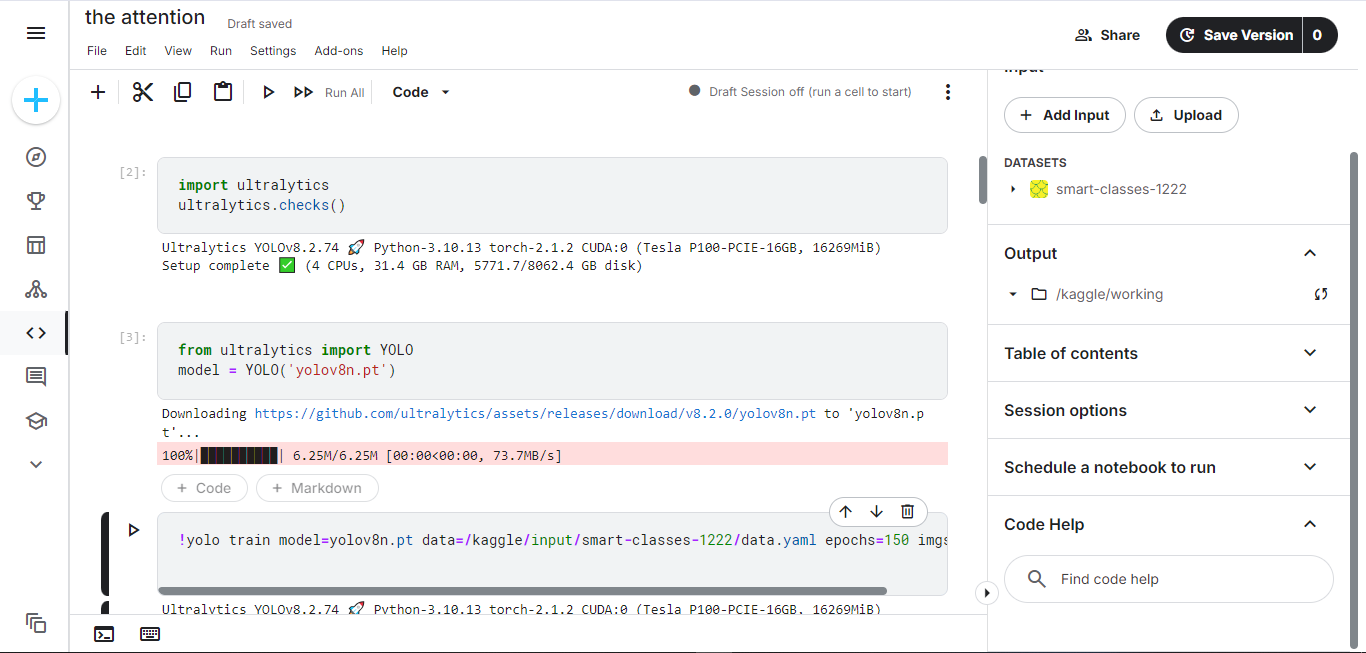 the attention
Draft saved
File Edit View Run Settings Add-ons Help
Share
Save Version 0
Run All
Code
Draft Session off (run a cell to start)
[2]:
import ultralytics
ultralytics.checks()
Ultralytics YOLOv8.2.74 🚀 Python-3.10.13 torch-2.1.2 CUDA:0 (Tesla P100-PCIE-16GB, 16269MiB)
Setup complete ✅ (4 CPUs, 31.4 GB RAM, 5771.7/8062.4 GB disk)
[3]:
from ultralytics import YOLO
model = YOLO('yolov8n.pt')
Downloading https://github.com/ultralytics/assets/releases/download/v8.2.0/yolov8n.pt to 'yolov8n.p
t'...
100%|██████████| 6.25M/6.25M [00:00<00:00, 73.7MB/s]
+ Code + Markdown
!yolo train model=yolov8n.pt data=/kaggle/input/smart-classes-1222/data.yaml epochs=150 imgs
Ultralytics YOLOv8.2.74 🚀 Python-3.10.13 torch-2.1.2 CUDA:0 (Tesla P100-PCIE-16GB, 16269MiB)
Input
+ Add Input
Upload
DATASETS
smart-classes-1222
Output
/kaggle/working
Table of contents
Session options
Schedule a notebook to run
Code Help
Find code help